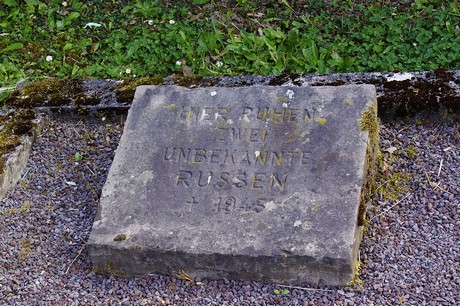 HIER RUHEN
ZWEI
UNBEKANNTE
RUSSEN
† 1945